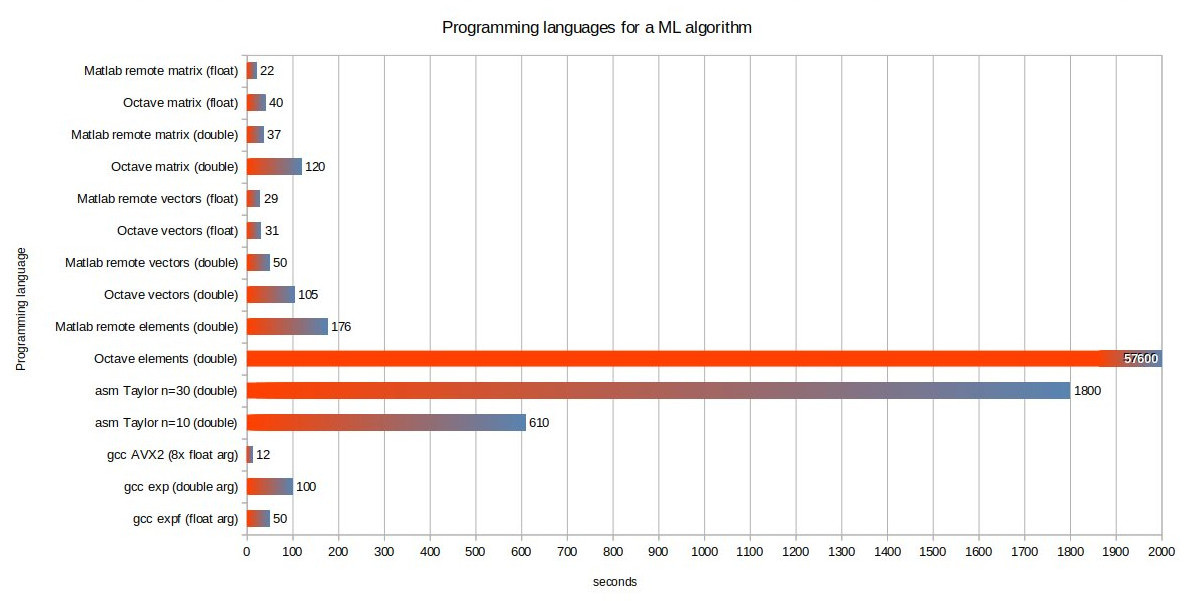 Programming languages for a ML algorithm
Programming language
Matlab remote matrix (float) 22
Octave matrix (float) 40
Matlab remote matrix (double) 37
Octave matrix (double) 120
Matlab remote vectors (float) 29
Octave vectors (float) 31
Matlab remote vectors (double) 50
Octave vectors (double) 105
Matlab remote elements (double) 176
Octave elements (double) 57600
asm Taylor n=30 (double) 1800
asm Taylor n=10 (double) 610
gcc AVX2 (8x float arg) 12
gcc exp (double arg) 100
gcc expf (float arg) 50
0 100 200 300 400 500 600 700 800 900 1000 1100 1200 1300 1400 1500 1600 1700 1800 1900 2000
seconds